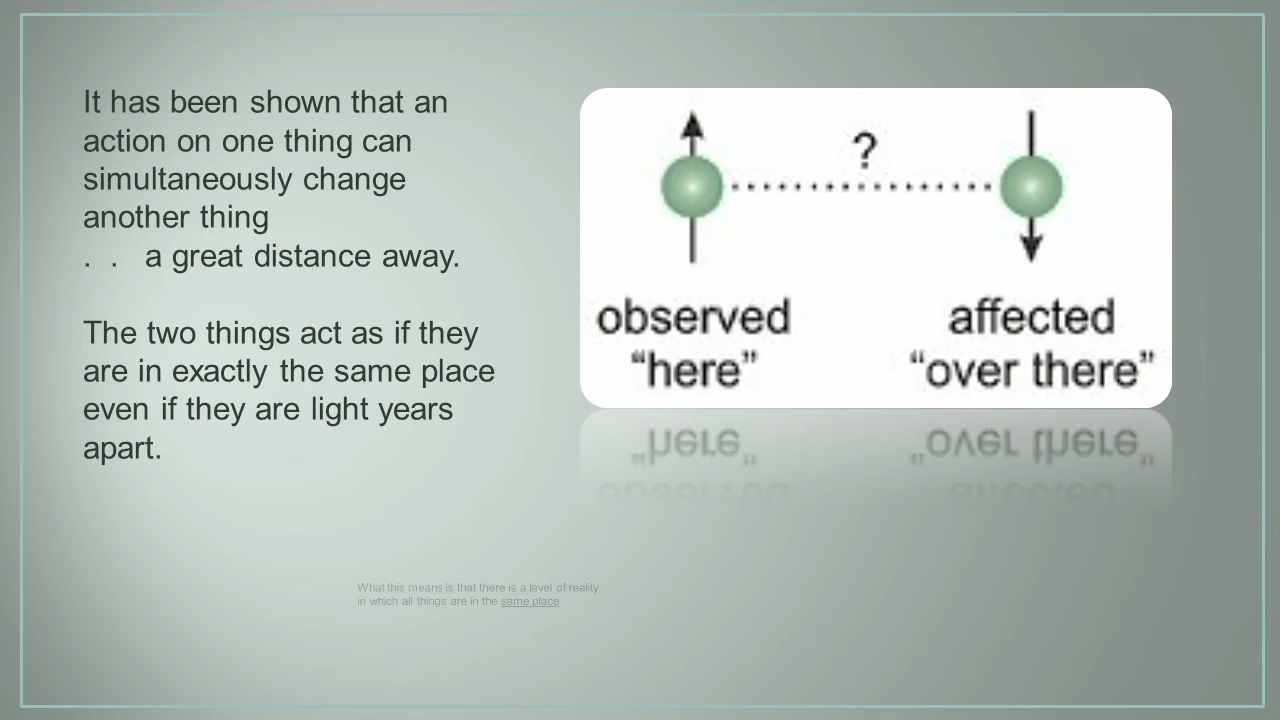 It has been shown that an
action on one thing can
simultaneously change
another thing
. . a great distance away.
The two things act as if they
are in exactly the same place
even if they are light years
apart.
?
observed
“here”
affected
“over there”
What this means is that there is a level of reality
in which all things are in the same place